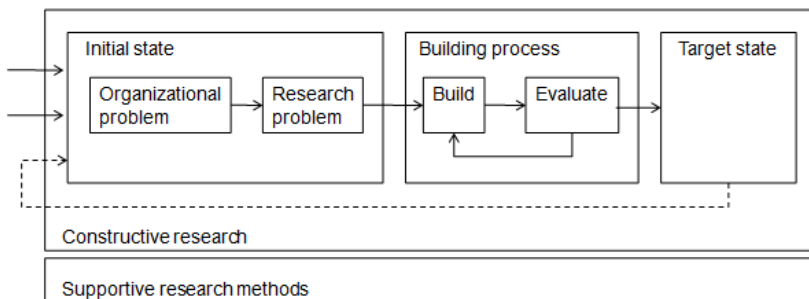 Initial state
Organizational
problem
Research
problem
Building process
Build
Evaluate
Target state
Constructive research
Supportive research methods